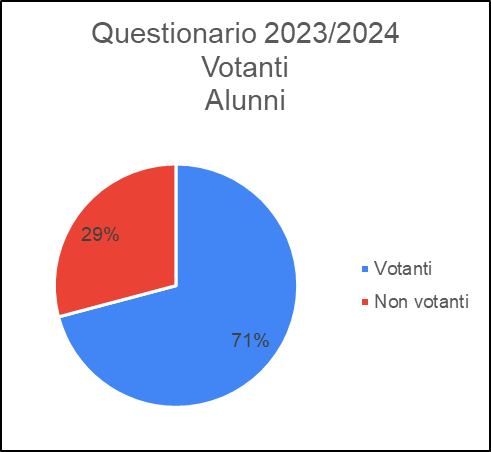 Questionario 2023/2024
Votanti
Alunni
29%
71%
Votanti
Non votanti